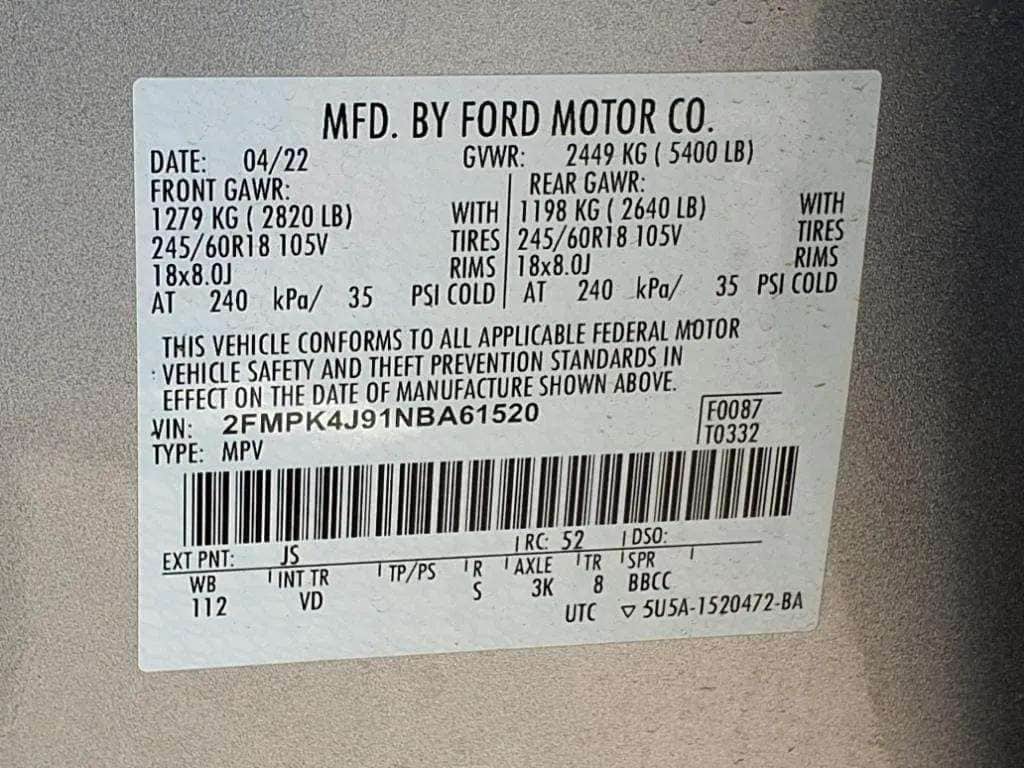 MFD. BY FORD MOTOR CO.
DATE: 04/22 GVWR: 2449 KG ( 5400 LB)
FRONT GAWR: REAR GAWR:
1279 KG ( 2820 LB) WITH 1198 KG ( 2640 LB) WITH
245/60R18 105V TIRES 245/60R18 105V TIRES
18x8.0J RIMS 18x8.0J RIMS
AT 240 kPa/ 35 PSI COLD AT 240 kPa/ 35 PSI COLD
THIS VEHICLE CONFORMS TO ALL APPLICABLE FEDERAL MOTOR
VEHICLE SAFETY AND THEFT PREVENTION STANDARDS IN
EFFECT ON THE DATE OF MANUFACTURE SHOWN ABOVE.
VIN: 2FMPK4J91NBA61520 F0087
TYPE: MPV T0332
EXT PNT: JS RC: 52 DSO:
WB INT TR TP/PS R AXLE TR SPR
112 VD S 3K 8 BBCC
UTC ▽ 5U5A-1520472-BA